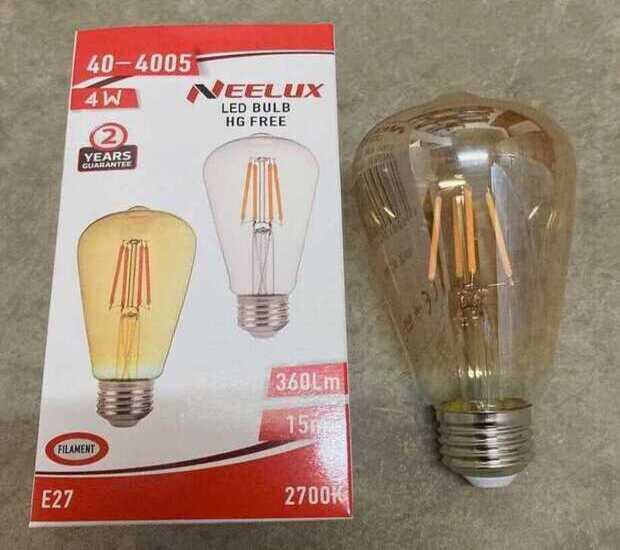 40-4005
4W
NEELUX
LED BULB
HG FREE
2
YEARS
GUARANTEE
360Lm
FILAMENT
E27
2700K